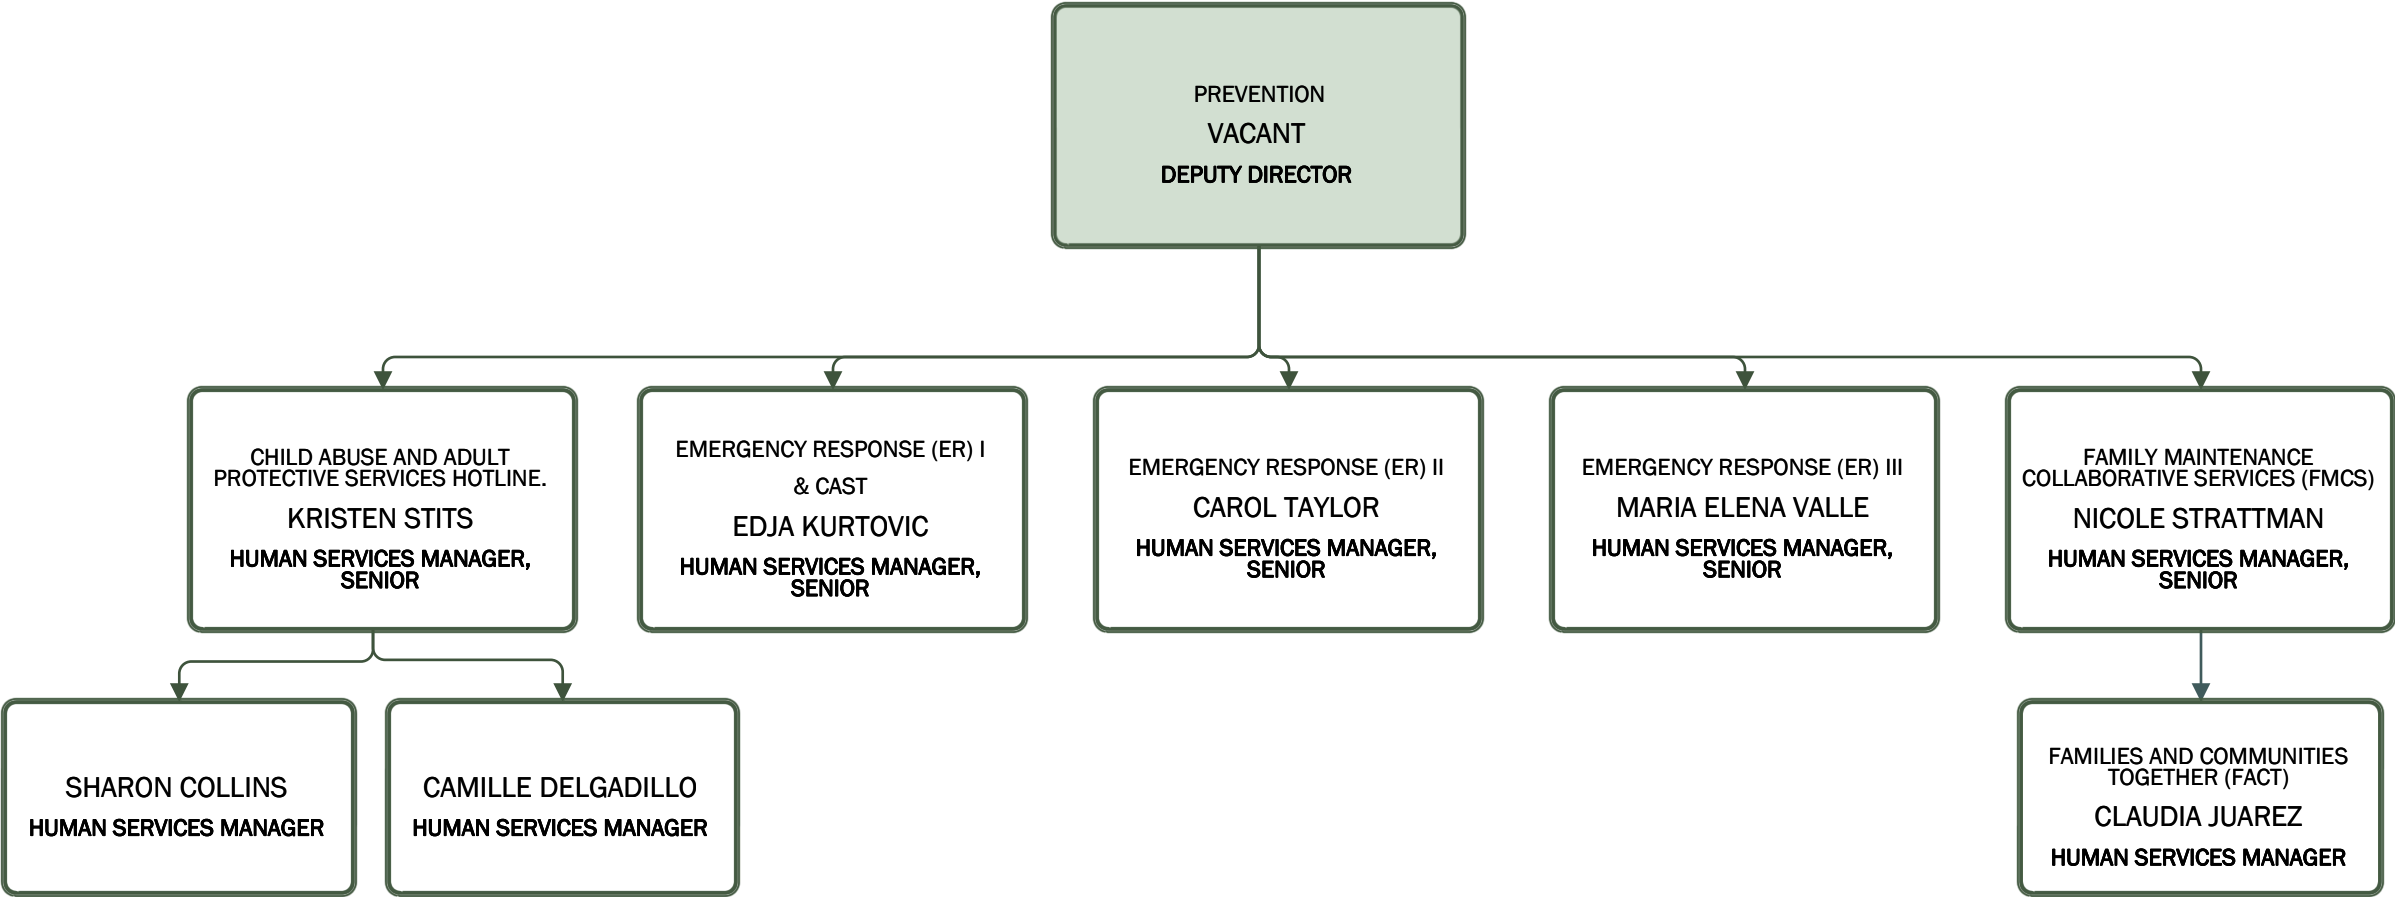 PREVENTION
VACANT
DEPUTY DIRECTOR
CHILD ABUSE AND ADULT
PROTECTIVE SERVICES HOTLINE.
KRISTEN STITS
HUMAN SERVICES MANAGER,
SENIOR
EMERGENCY RESPONSE (ER) I
& CAST
EDJA KURTOVIC
HUMAN SERVICES MANAGER,
SENIOR
EMERGENCY RESPONSE (ER) II
CAROL TAYLOR
HUMAN SERVICES MANAGER,
SENIOR
EMERGENCY RESPONSE (ER) III
MARIA ELENA VALLE
HUMAN SERVICES MANAGER,
SENIOR
FAMILY MAINTENANCE
COLLABORATIVE SERVICES (FMCS)
NICOLE STRATTMAN
HUMAN SERVICES MANAGER,
SENIOR
SHARON COLLINS
HUMAN SERVICES MANAGER
CAMILLE DELGADILLO
HUMAN SERVICES MANAGER
FAMILIES AND COMMUNITIES
TOGETHER (FACT)
CLAUDIA JUAREZ
HUMAN SERVICES MANAGER